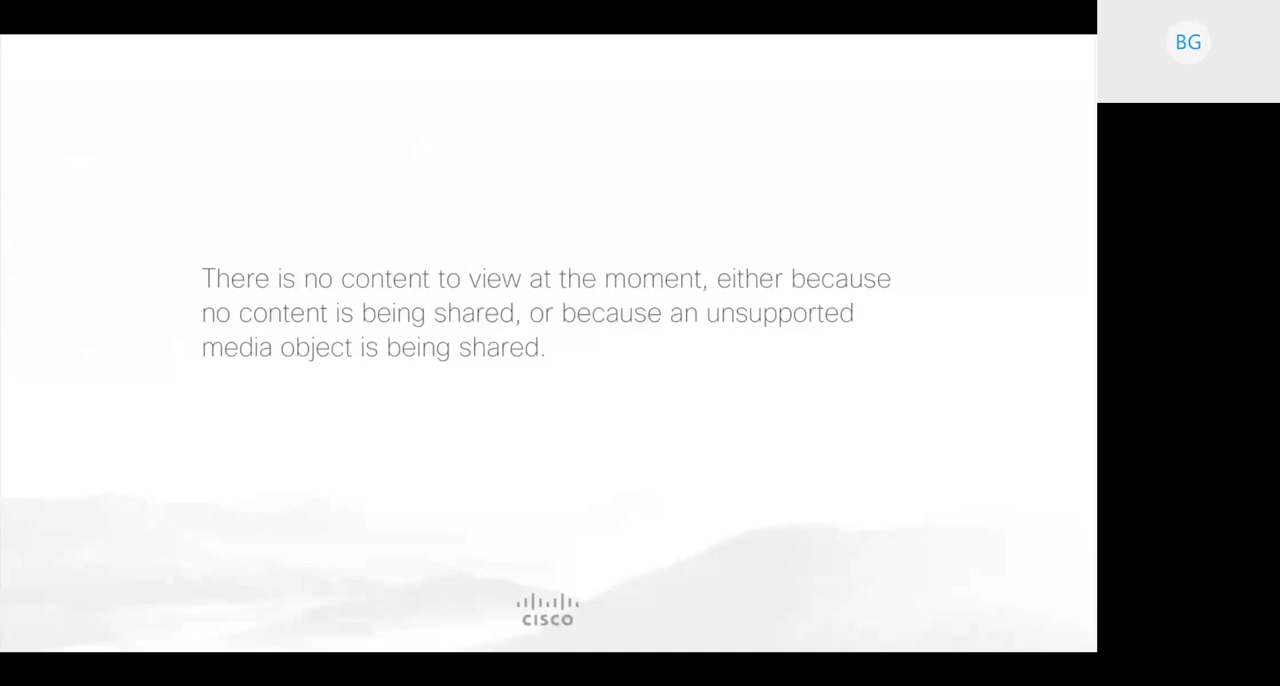 BG
There is no content to view at the moment, either because
no content is being shared, or because an unsupported
media object is being shared.
CISCO